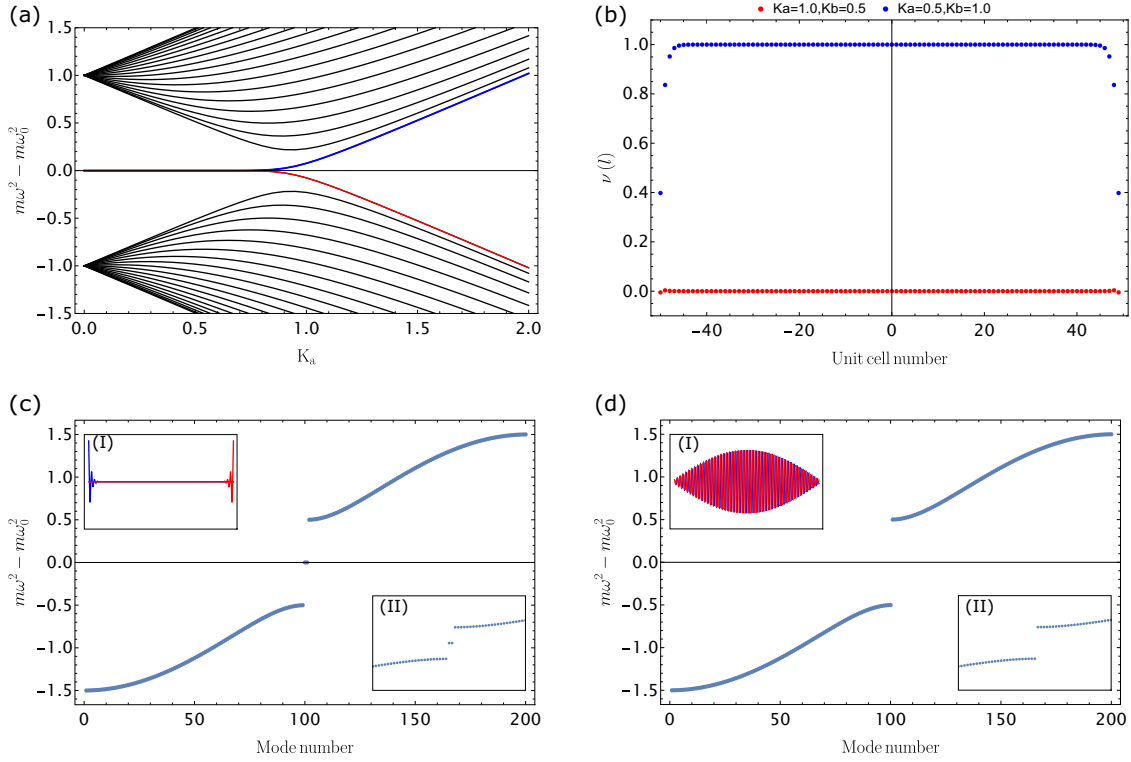 (a)
1.5
1.0
0.5
0.0
−0.5
−1.0
−1.5
mω² − mω₀²
0.0 0.5 1.0 1.5 2.0
Kₐ
(b)
Ka=1.0,Kb=0.5 Ka=0.5,Kb=1.0
1.0
0.8
0.6
0.4
0.2
0.0
ν (l)
−40 −20 0 20 40
Unit cell number
(c)
(I)
1.5
1.0
0.5
0.0
−0.5
−1.0
−1.5
mω² − mω₀²
(II)
0 50 100 150 200
Mode number
(d)
(I)
1.5
1.0
0.5
0.0
−0.5
−1.0
−1.5
mω² − mω₀²
(II)
0 50 100 150 200
Mode number